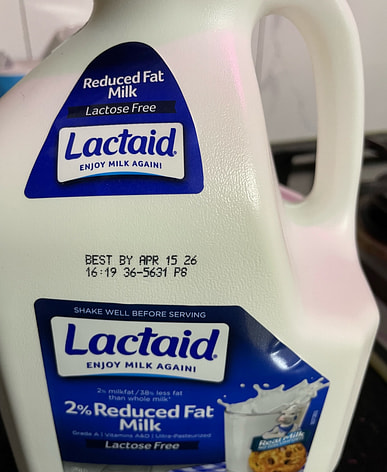 Reduced Fat
Milk
Lactose Free
Lactaid
ENJOY MILK AGAIN!
BEST BY APR 15 26
16:19 36-5631 P8
SHAKE WELL BEFORE SERVING
Lactaid
ENJOY MILK AGAIN!
2% milkfat/38% less fat
than whole milk*
2% Reduced Fat
Milk
Grade A | Vitamins A&D | Ultra-Pasteurized
Lactose Free
Real Milk